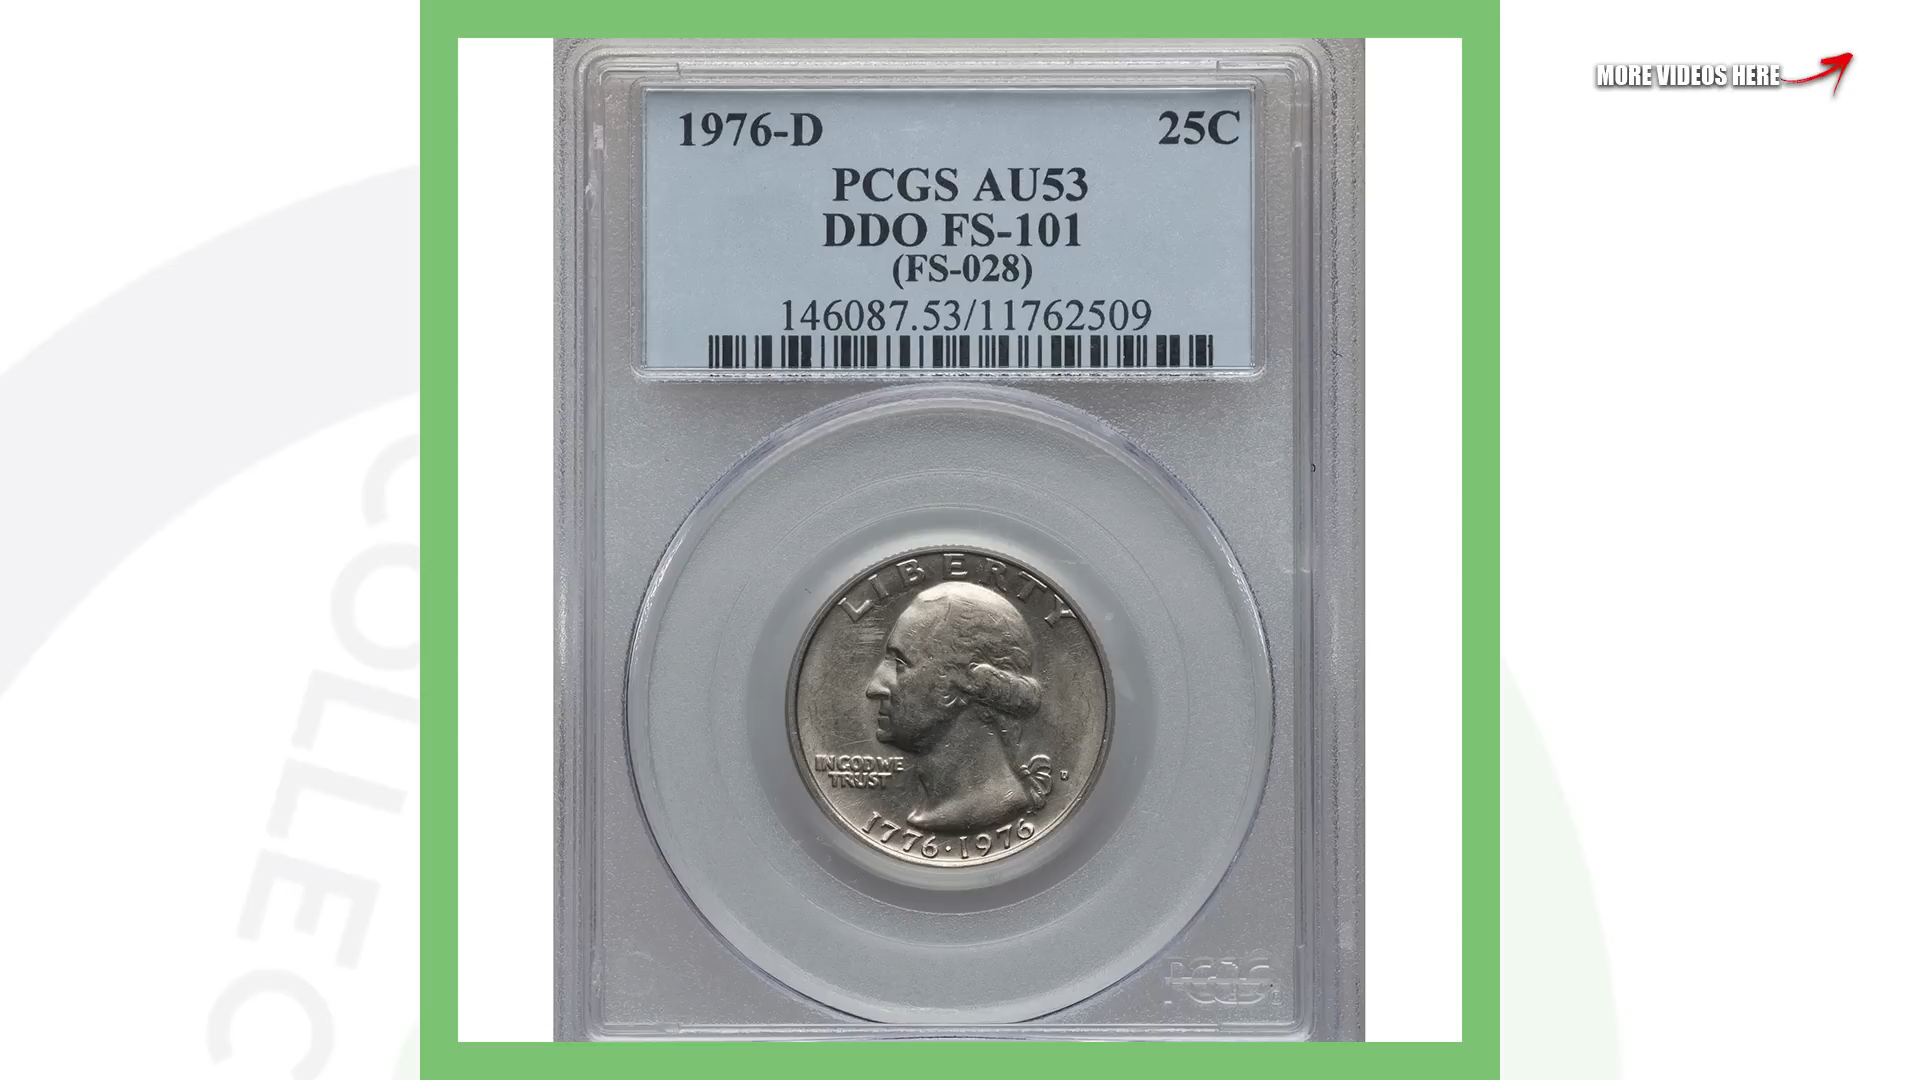 MORE VIDEOS HERE
1976-D 25C
PCGS AU53
DDO FS-101
(FS-028)
146087.53/11762509
LIBERTY
IN GOD WE
TRUST
D
1776·1976
PCGS
COLLEC